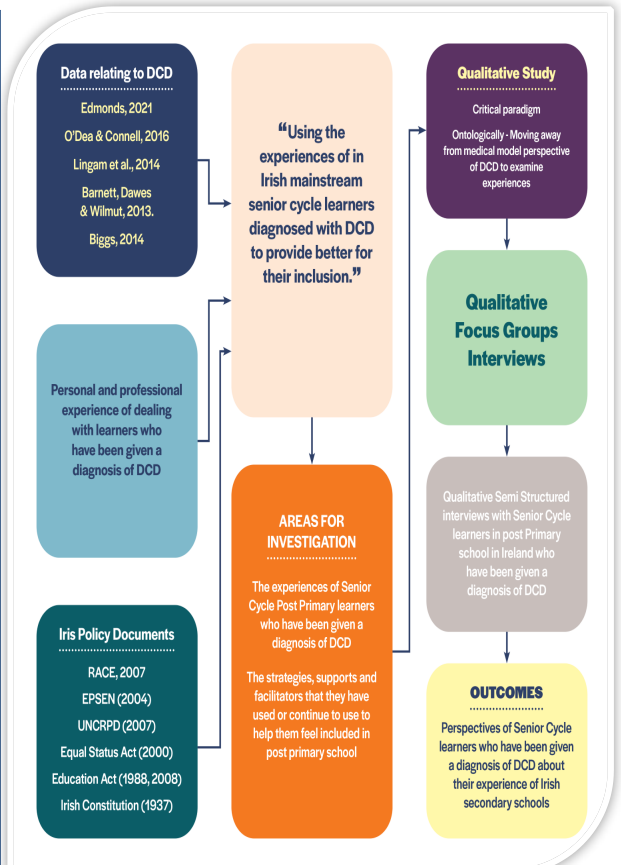 Data relating to DCD
Edmonds, 2021
O'Dea & Connell, 2016
Lingam et al., 2014
Barnett, Dawes
& Wilmut, 2013.
Biggs, 2014
Personal and professional
experience of dealing
with learners who
have been given a
diagnosis of DCD
Iris Policy Documents
RACE, 2007
EPSEN (2004)
UNCRPD (2007)
Equal Status Act (2000)
Education Act (1988, 2008)
Irish Constitution (1937)
“Using the
experiences of in
Irish mainstream
senior cycle learners
diagnosed with DCD
to provide better for
their inclusion.”
AREAS FOR
INVESTIGATION
The experiences of Senior
Cycle Post Primary learners
who have been given a
diagnosis of DCD
The strategies, supports and
facilitators that they have
used or continue to use to
help them feel included in
post primary school
Qualitative Study
Critical paradigm
Ontologically - Moving away
from medical model perspective
of DCD to examine
experiences
Qualitative
Focus Groups
Interviews
Qualitative Semi Structured
interviews with Senior Cycle
learners in post Primary
school in Ireland who
have been given a
diagnosis of DCD
OUTCOMES
Perspectives of Senior Cycle
learners who have been given
a diagnosis of DCD about
their experience of Irish
secondary schools